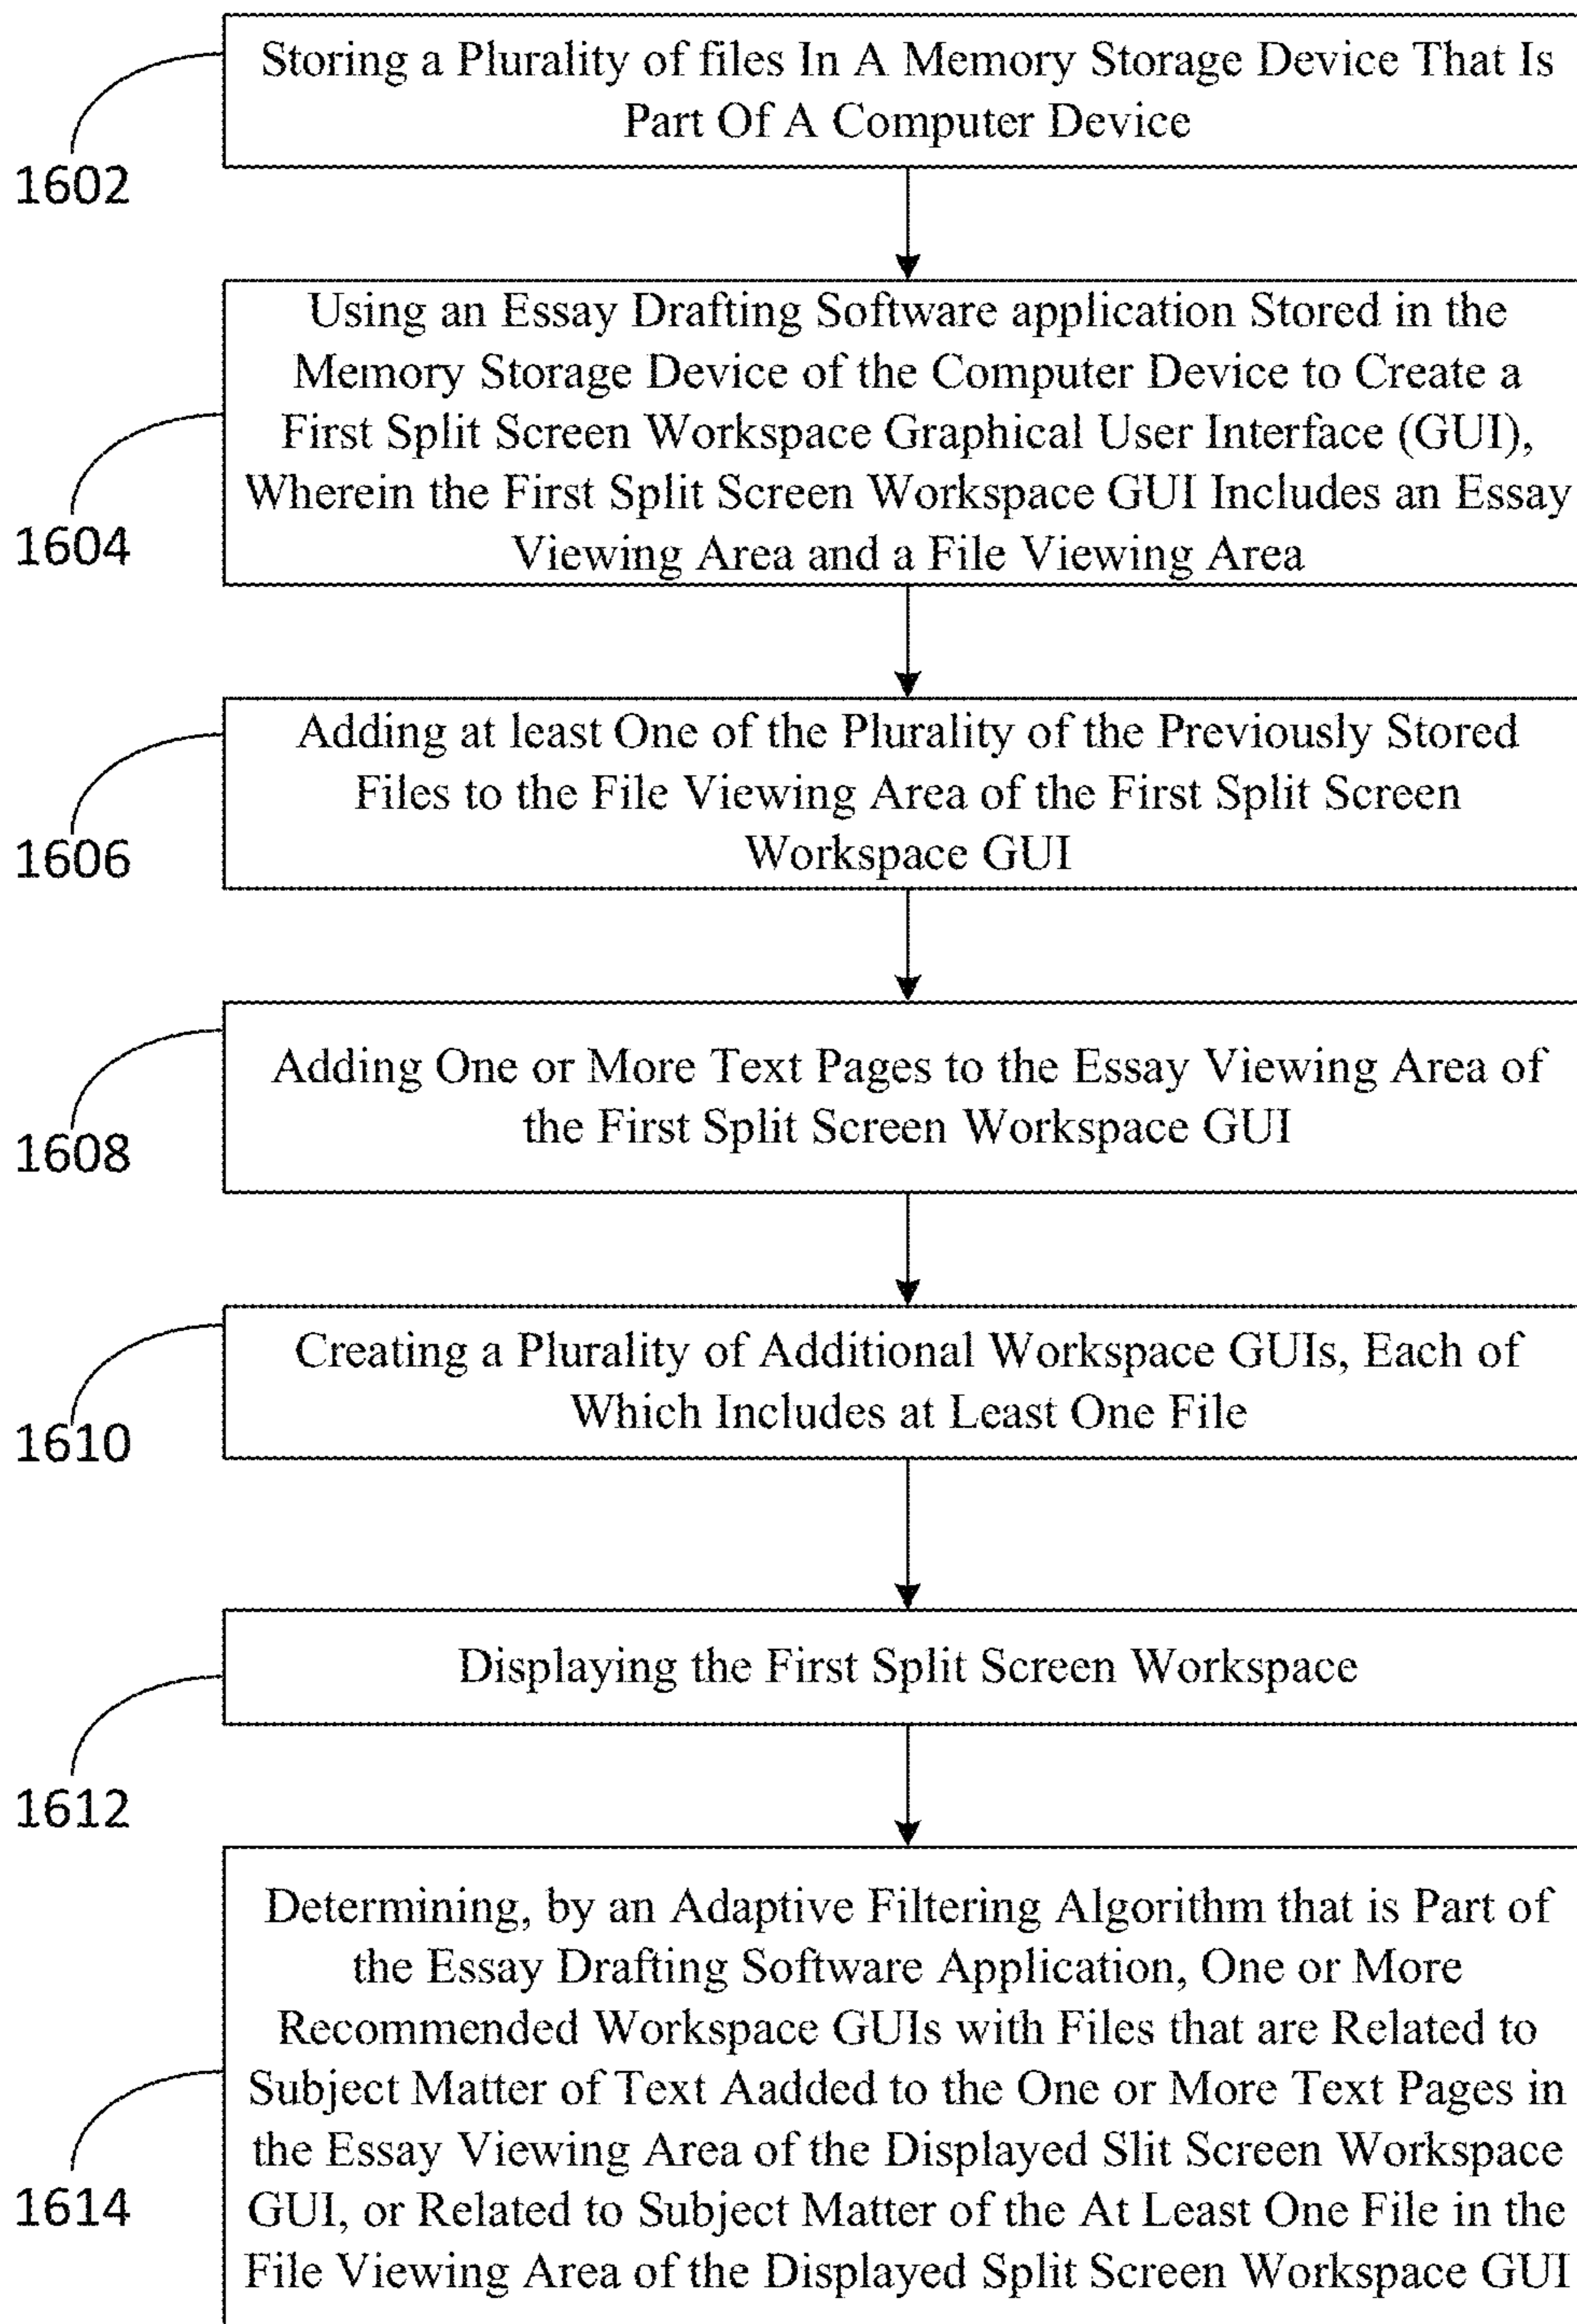 Storing a Plurality of files In A Memory Storage Device That Is
Part Of A Computer Device
1602
Using an Essay Drafting Software application Stored in the
Memory Storage Device of the Computer Device to Create a
First Split Screen Workspace Graphical User Interface (GUI),
Wherein the First Split Screen Workspace GUI Includes an Essay
Viewing Area and a File Viewing Area
1604
Adding at least One of the Plurality of the Previously Stored
Files to the File Viewing Area of the First Split Screen
Workspace GUI
1606
Adding One or More Text Pages to the Essay Viewing Area of
the First Split Screen Workspace GUI
1608
Creating a Plurality of Additional Workspace GUIs, Each of
Which Includes at Least One File
1610
Displaying the First Split Screen Workspace
1612
Determining, by an Adaptive Filtering Algorithm that is Part of
the Essay Drafting Software Application, One or More
Recommended Workspace GUIs with Files that are Related to
Subject Matter of Text Aadded to the One or More Text Pages in
the Essay Viewing Area of the Displayed Slit Screen Workspace
GUI, or Related to Subject Matter of the At Least One File in the
File Viewing Area of the Displayed Split Screen Workspace GUI
1614